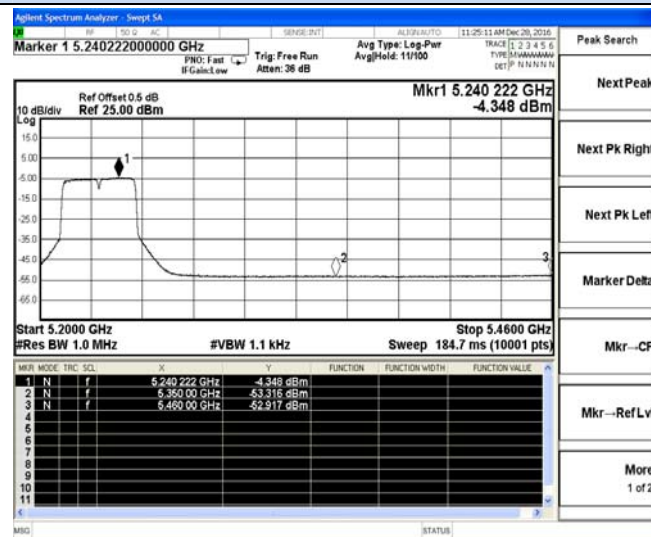 Agilent Spectrum Analyzer - Swept SA
RF 50 Ω AC SENSE:INT ALIGN AUTO 11:25:11 AM Dec 28, 2016
Marker 1 5.240222000000 GHz
PNO: Fast
IFGain:Low
Trig: Free Run
Atten: 36 dB
Avg Type: Log-Pwr
Avg|Hold: 11/100
TRACE 1 2 3 4 5 6
TYPE
DET P N N N N N
Ref Offset 0.5 dB
10 dB/div Ref 25.00 dBm
Log
Mkr1 5.240 222 GHz
-4.348 dBm
15.0
5.00
-5.00
-15.0
-25.0
-35.0
-45.0
-55.0
-65.0
1
2
3
Start 5.2000 GHz Stop 5.4600 GHz
#Res BW 1.0 MHz #VBW 1.1 kHz Sweep 184.7 ms (10001 pts)
MKR MODE TRC SCL X Y FUNCTION FUNCTION WIDTH FUNCTION VALUE
1 N f 5.240 222 GHz -4.348 dBm
2 N f 5.350 00 GHz -53.316 dBm
3 N f 5.460 00 GHz -52.917 dBm
4
5
6
7
8
9
10
11
MSG STATUS
Peak Search
Next Peak
Next Pk Right
Next Pk Left
Marker Delta
Mkr→CF
Mkr→Ref Lvl
More
1 of 2